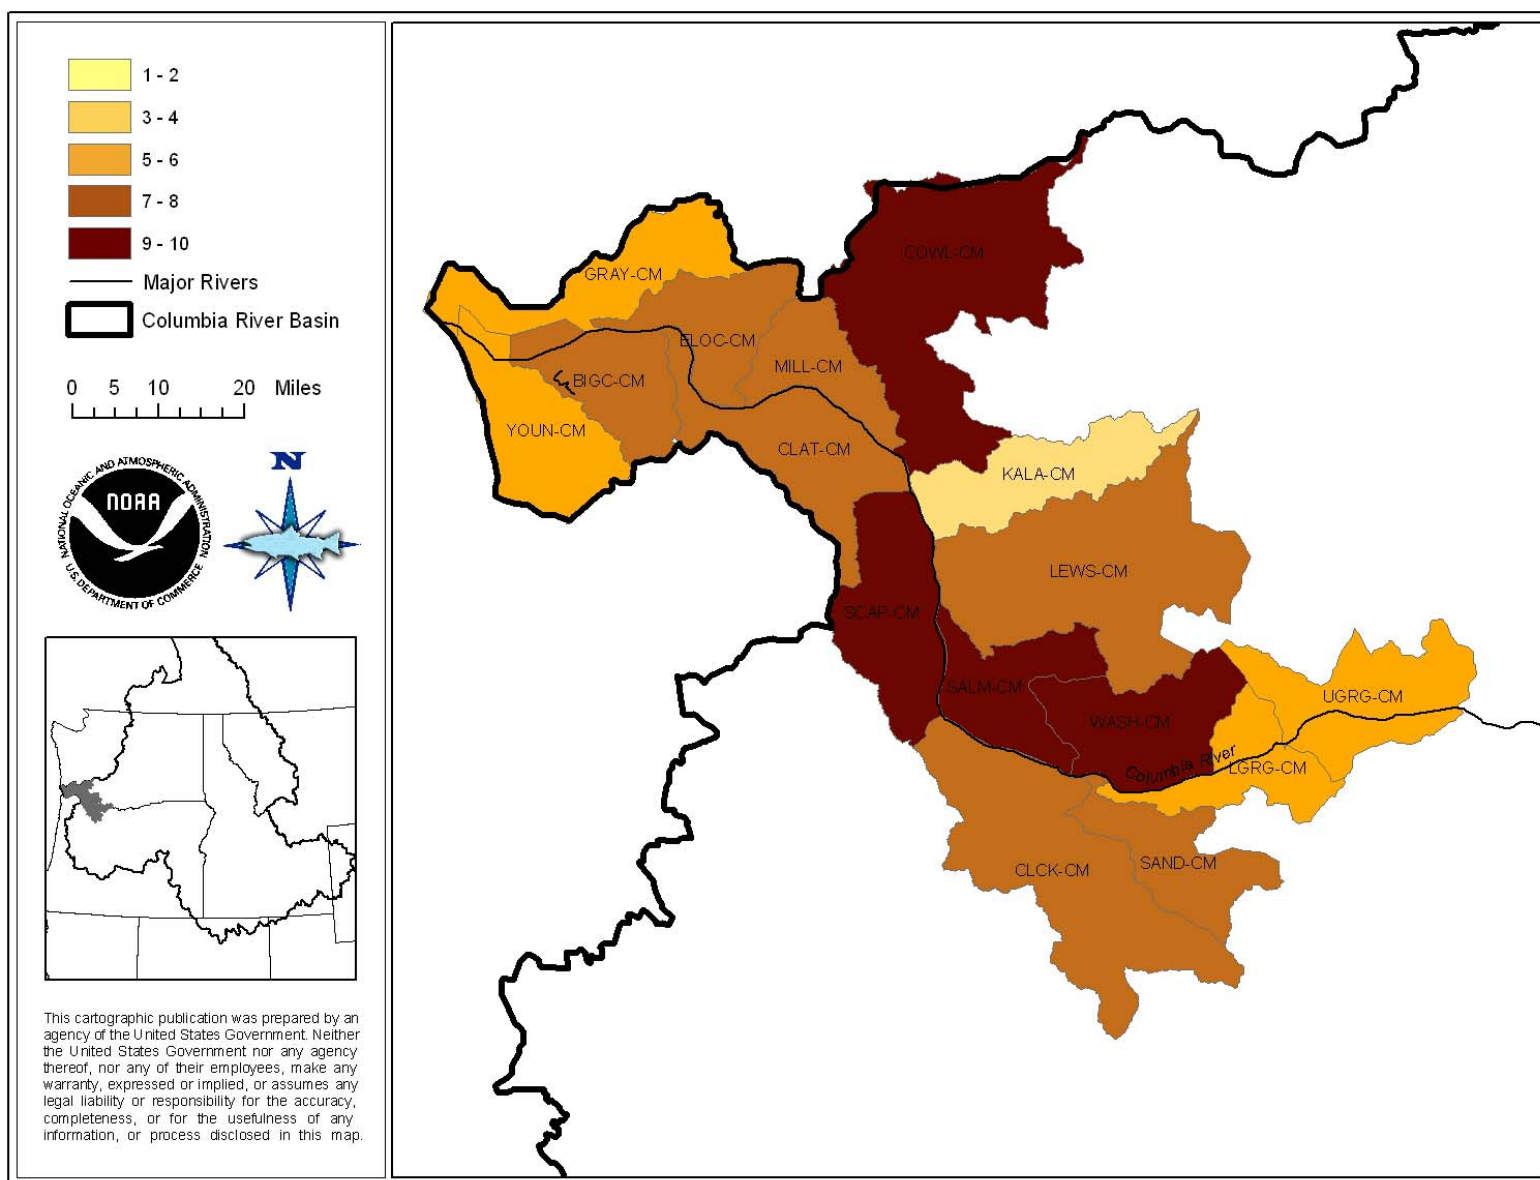 1 - 2
3 - 4
5 - 6
7 - 8
9 - 10
Major Rivers
Columbia River Basin
0 5 10 20 Miles
N
NATIONAL OCEANIC AND ATMOSPHERIC ADMINISTRATION
NOAA
U.S. DEPARTMENT OF COMMERCE
This cartographic publication was prepared by an
agency of the United States Government. Neither
the United States Government nor any agency
thereof, nor any of their employees, make any
warranty, expressed or implied, or assumes any
legal liability or responsibility for the accuracy,
completeness, or for the usefulness of any
information, or process disclosed in this map.
COWL-CM
GRAY-CM
ELOC-CM
MILL-CM
BIGC-CM
YOUN-CM
CLAT-CM
KALA-CM
LEWS-CM
SCAP-CM
SALM-CM
UGRG-CM
WASH-CM
Columbia River
LGRG-CM
SAND-CM
CLCK-CM